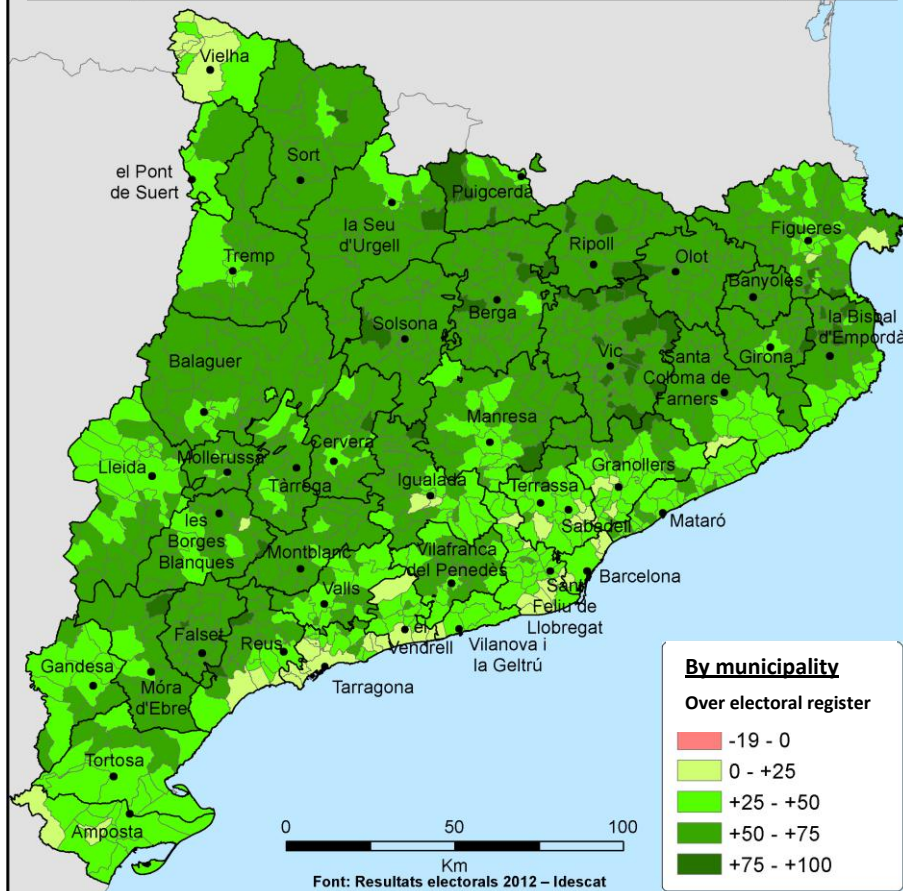 Vielha
el Pont
de Suert
Sort
Puigcerdà
la Seu
d'Urgell
Figueres
Ripoll
Olot
Tremp
Banyoles
Berga
la Bisbal
d'Empordà
Solsona
Girona
Vic
Santa
Coloma de
Farners
Balaguer
Manresa
Cervera
Mollerussa
Lleida
Tàrrega
Igualada
Granollers
Terrassa
Sabadell
Mataró
les
Borges
Blanques
Montblanc
Vilafranca
del Penedès
Barcelona
Sant
Feliu de
Llobregat
Valls
el
Vendrell
Vilanova i
la Geltrú
Falset
Reus
Tarragona
Gandesa
Móra
d'Ebre
Tortosa
Amposta
By municipality
Over electoral register
-19 - 0
0 - +25
+25 - +50
+50 - +75
+75 - +100
0 50 100
Km
Font: Resultats electorals 2012 – Idescat